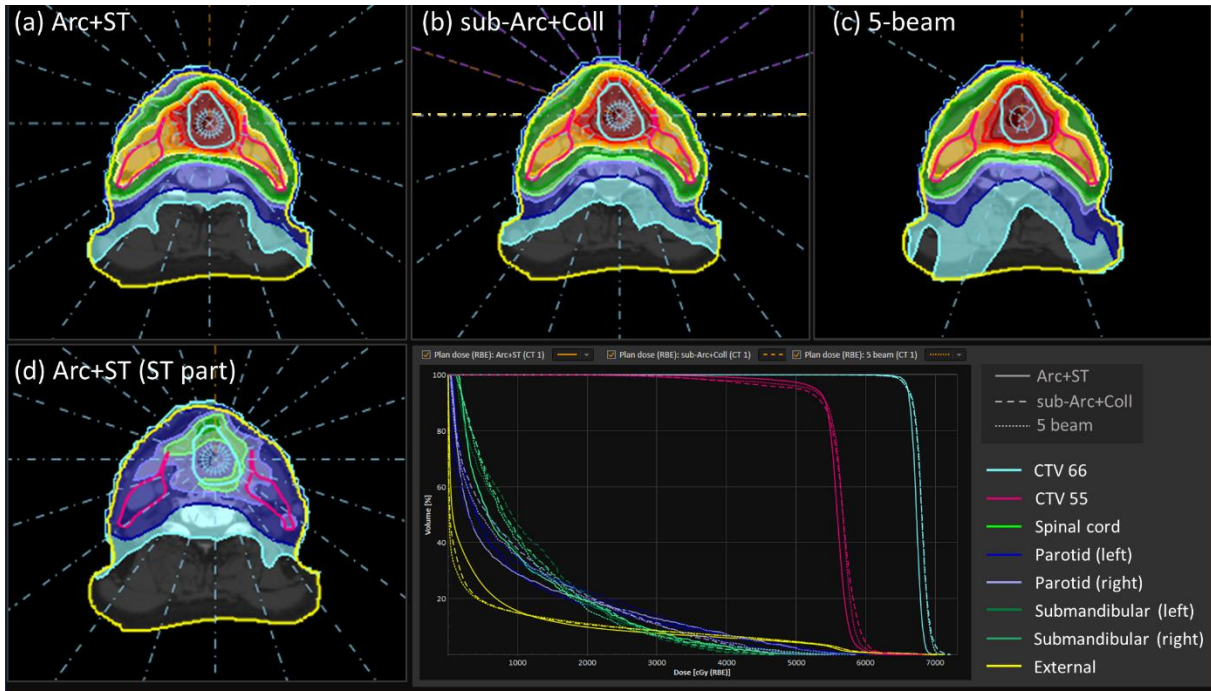 (a) Arc+ST
(b) sub-Arc+Coll
(c) 5-beam
(d) Arc+ST (ST part)
Plan dose (RBE): Arc+ST (CT 1)
Plan dose (RBE): sub-Arc+Coll (CT 1)
Plan dose (RBE): 5 beam (CT 1)
100
80
60
40
20
Volume [%]
1000 2000 3000 4000 5000 6000 7000
Dose [cGy (RBE)]
Arc+ST
sub-Arc+Coll
5 beam
CTV 66
CTV 55
Spinal cord
Parotid (left)
Parotid (right)
Submandibular (left)
Submandibular (right)
External